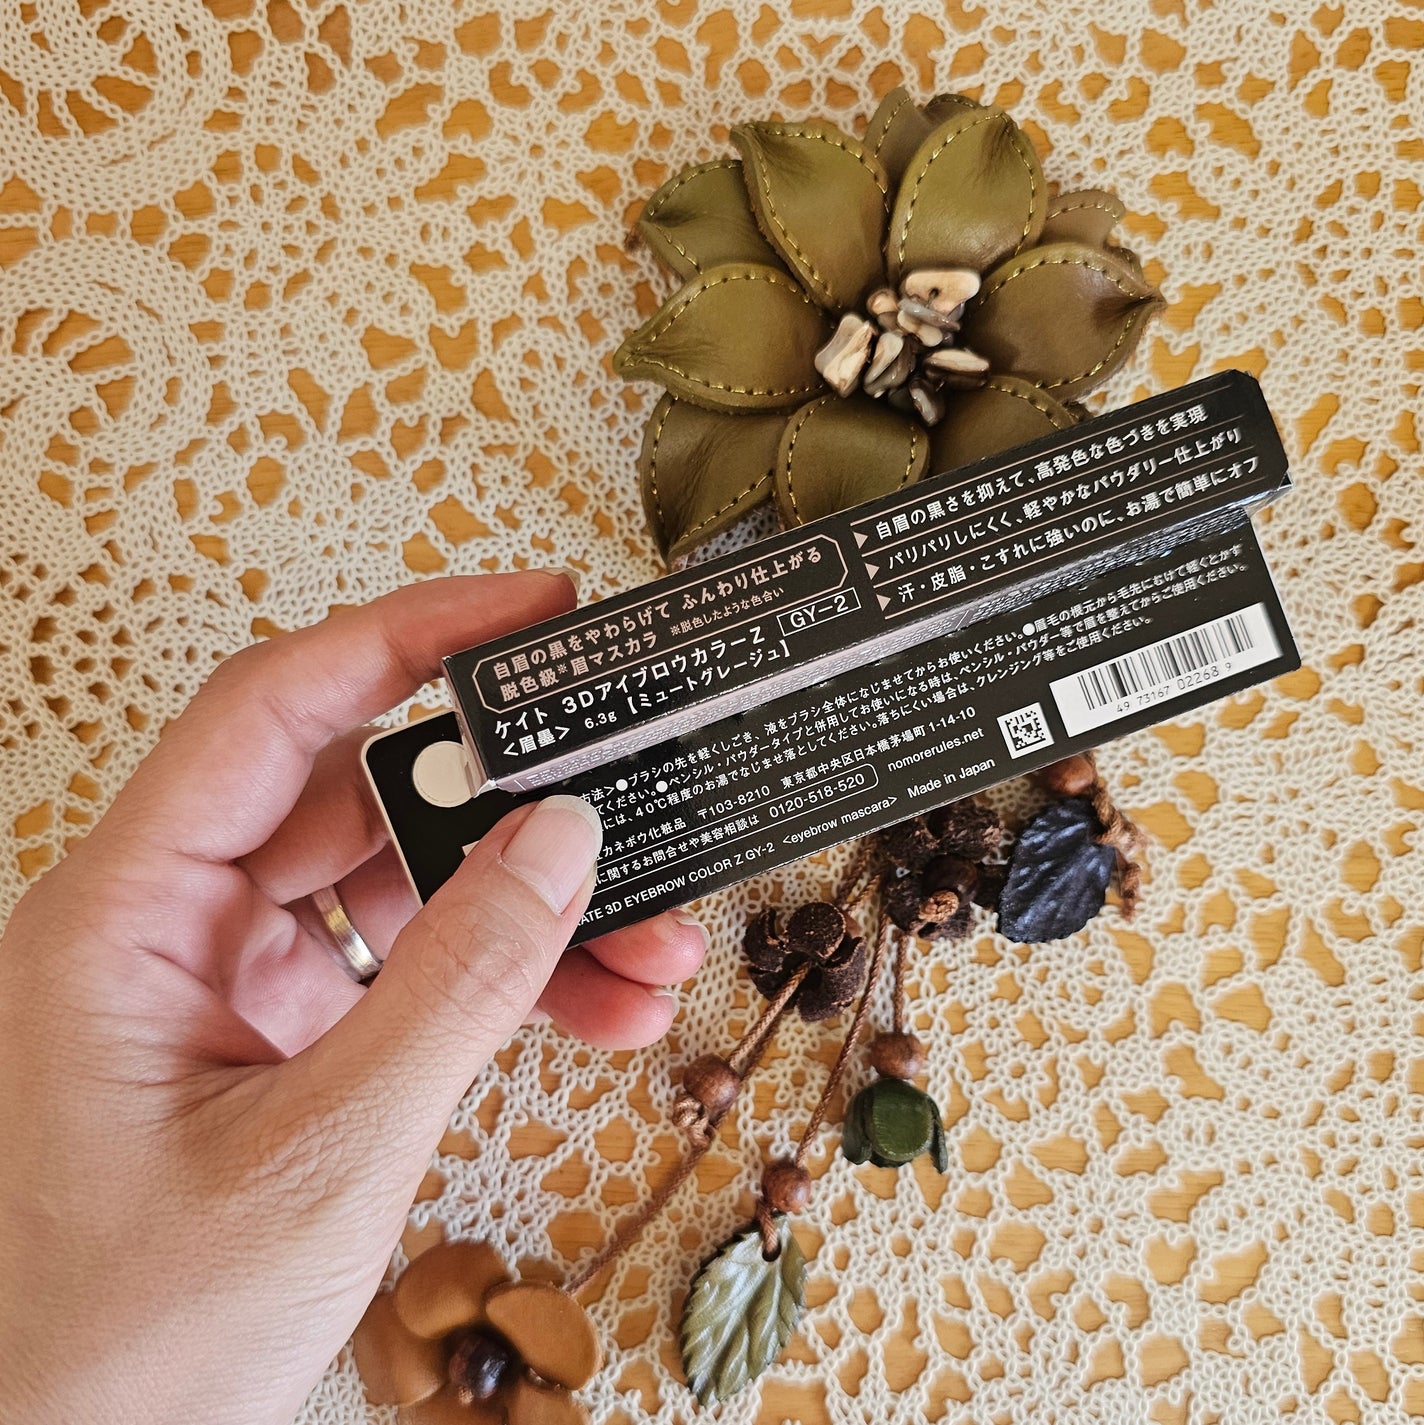 自眉の黒をやわらげて ふんわり仕上がる
脱色級※眉マスカラ ※脱色したような色合い
ケイト 3Dアイブロウカラー Z GY-2
<眉墨> 6.3g 【ミュートグレージュ】
自眉の黒さを抑えて、高発色な色づきを実現
パリパリしにくく、軽やかなパウダリー仕上がり
汗・皮脂・こすれに強いのに、お湯で簡単にオフ
方法>●ブラシの先を軽くしごき、液をブラシ全体になじませてからお使いください。●眉毛の根元から毛先にむけて軽くとかす
てください。●ペンシル・パウダータイプと併用してお使いになる時は、ペンシル・パウダー等で眉を整えてからご使用ください。
には、40℃程度のお湯でなじませ落としてください。落ちにくい場合は、クレンジング等をご使用ください。
カネボウ化粧品 〒103-8210 東京都中央区日本橋茅場町1-14-10
に関するお問合せや美容相談は 0120-518-520 nomorerules.net
KATE 3D EYEBROW COLOR Z GY-2 <eyebrow mascara> Made in Japan
49 73167 02268 9